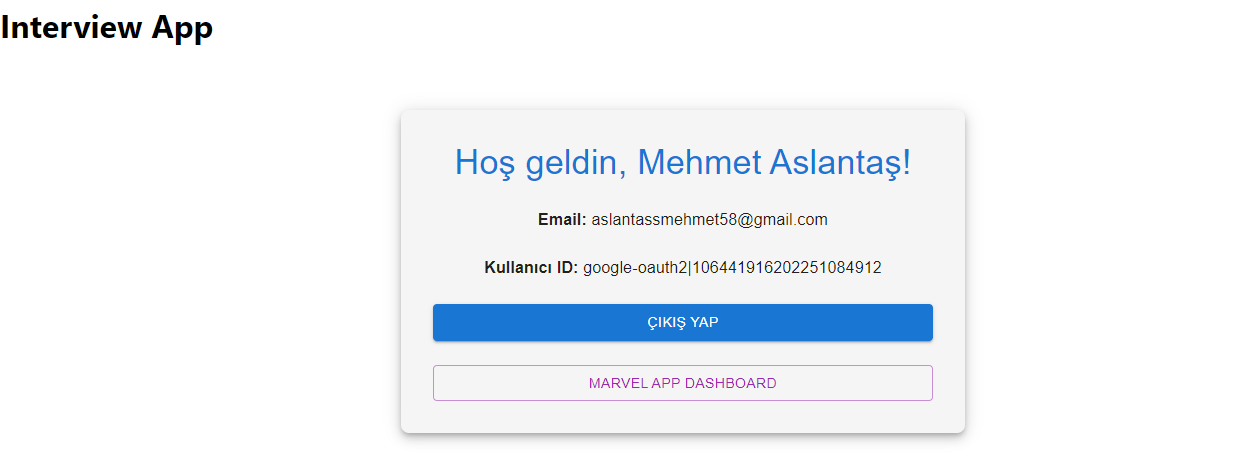 Interview App
Hoş geldin, Mehmet Aslantaş!
Email: aslantassmehmet58@gmail.com
Kullanıcı ID: google-oauth2|106441916202251084912
ÇIKIŞ YAP
MARVEL APP DASHBOARD